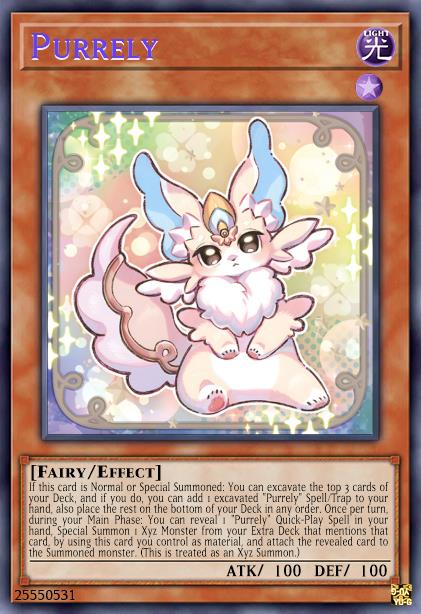 PURRELY
LIGHT
光
[FAIRY/EFFECT]
If this card is Normal or Special Summoned: You can excavate the top 3 cards
of your Deck, and if you do, you can add 1 excavated "Purrely" Spell/Trap to your
hand, also place the rest on the bottom of your Deck in any order. Once per turn,
during your Main Phase: You can reveal 1 "Purrely" Quick-Play Spell in your
hand, Special Summon 1 Xyz Monster from your Extra Deck that mentions that
card, by using this card you control as material, and attach the revealed card to
the Summoned monster. (This is treated as an Xyz Summon.)
ATK/ 100 DEF/ 100
25550531